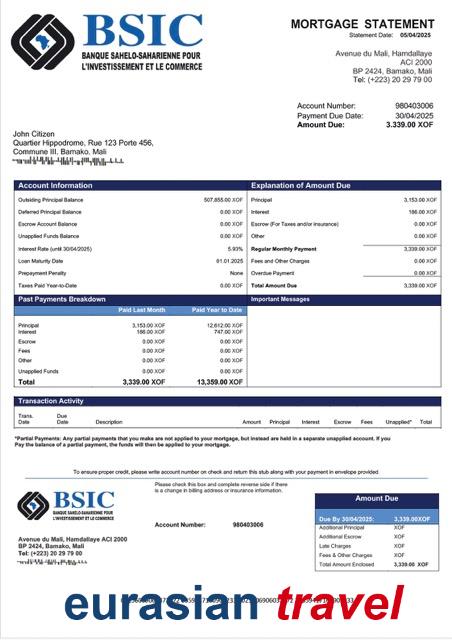 BSIC
BANQUE SAHELO-SAHARIENNE POUR
L'INVESTISSEMENT ET LE COMMERCE
MORTGAGE STATEMENT
Statement Date: 05/04/2025
Avenue du Mali, Hamdallaye
ACI 2000
BP 2424, Bamako, Mali
Tel: (+223) 20 29 79 00
Account Number: 980403006
Payment Due Date: 30/04/2025
Amount Due: 3.339.00 XOF
John Citizen
Quartier Hippodrome, Rue 123 Porte 456,
Commune III, Bamako, Mali
Account Information
Outsiding Principal Balance 507,855.00 XOF
Deferred Principal Balance 0.00 XOF
Escrow Account Balance 0.00 XOF
Unapplied Funds Balance 0.00 XOF
Interest Rate (until 30/04/2025) 5.93%
Loan Maturity Date 01.01.2025
Prepayment Penalty None
Taxes Paid Year-to-Date 0.00 XOF
Explanation of Amount Due
Principal 3,153.00 XOF
Interest 186.00 XOF
Escrow (For Taxes and/or insurance) 0.00 XOF
Other 0.00 XOF
Regular Monthly Payment 3,339.00 XOF
Fees and Other Charges 0.00 XOF
Overdue Payment 0.00 XOF
Total Amount Due 3,339.00 XOF
Past Payments Breakdown
Paid Last Month Paid Year to Date
Principal 3,153.00 XOF 12,612.00 XOF
Interest 186.00 XOF 747.00 XOF
Escrow 0.00 XOF 0.00 XOF
Fees 0.00 XOF 0.00 XOF
Other 0.00 XOF 0.00 XOF
Unapplied Funds 0.00 XOF 0.00 XOF
Total 3,339.00 XOF 13,359.00 XOF
Important Messages
Transaction Activity
Trans. Date Due Date Description Amount Principal Interest Escrow Fees Unapplied* Total
*Partial Payments: Any partial payments that you make are not applied to your mortgage, but instead are held in a separate unapplied account. If you
Pay the balance of a partial payment, the funds will then be applied to your mortgage.
To ensure proper credit, please write account number on check and return this stub along with your payment in envelope provided.
BSIC
BANQUE SAHELO-SAHARIENNE POUR
L'INVESTISSEMENT ET LE COMMERCE
Please check this box and complete reverse side if there
is a change in billing address or insurance information.
Account Number: 980403006
Avenue du Mali, Hamdallaye ACI 2000
BP 2424, Bamako, Mali
Tel: (+223) 20 29 79 00
Amount Due
Due By 30/04/2025: 3,339.00XOF
Additional Principal XOF
Additional Escrow XOF
Late Charges XOF
Fees & Other Charges XOF
Total Amount Enclosed 3,339.00 XOF
eurasian travel